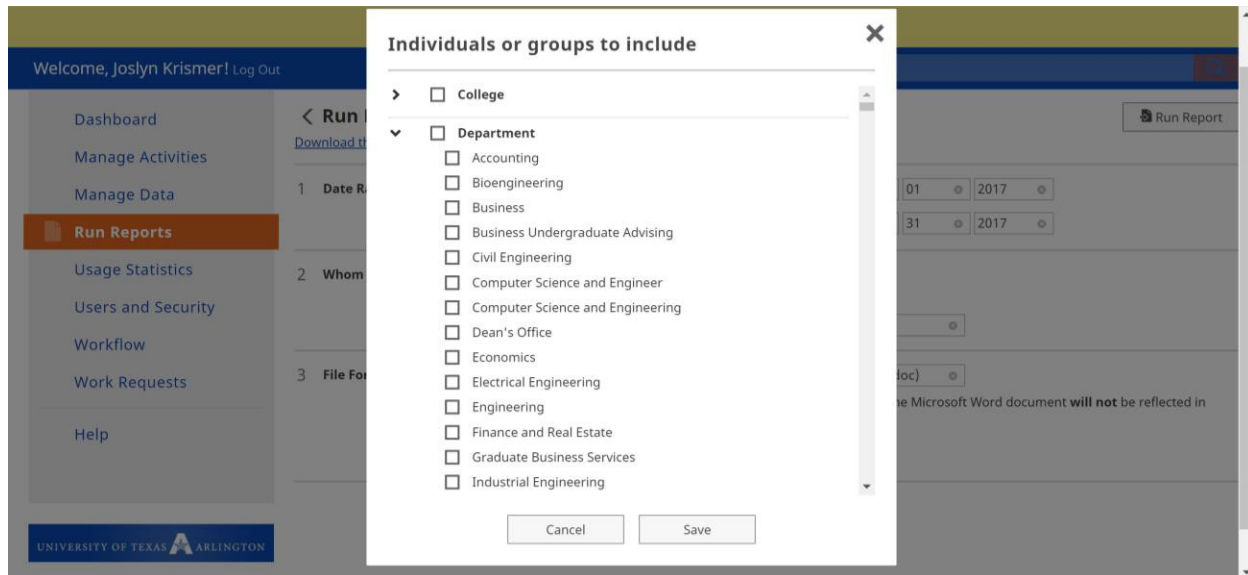 Individuals or groups to include
Welcome, Joslyn Krismer! Log Out
Dashboard
Manage Activities
Manage Data
Run Reports
Usage Statistics
Users and Security
Workflow
Work Requests
Help
UNIVERSITY OF TEXAS A ARLINGTON
Run
Download
Run Report
1 Date
01 2017
31 2017
2 Whom
3 File
doc)
Microsoft Word document will not be reflected in
College
Department
Accounting
Bioengineering
Business
Business Undergraduate Advising
Civil Engineering
Computer Science and Engineer
Computer Science and Engineering
Dean's Office
Economics
Electrical Engineering
Engineering
Finance and Real Estate
Graduate Business Services
Industrial Engineering
Cancel Save